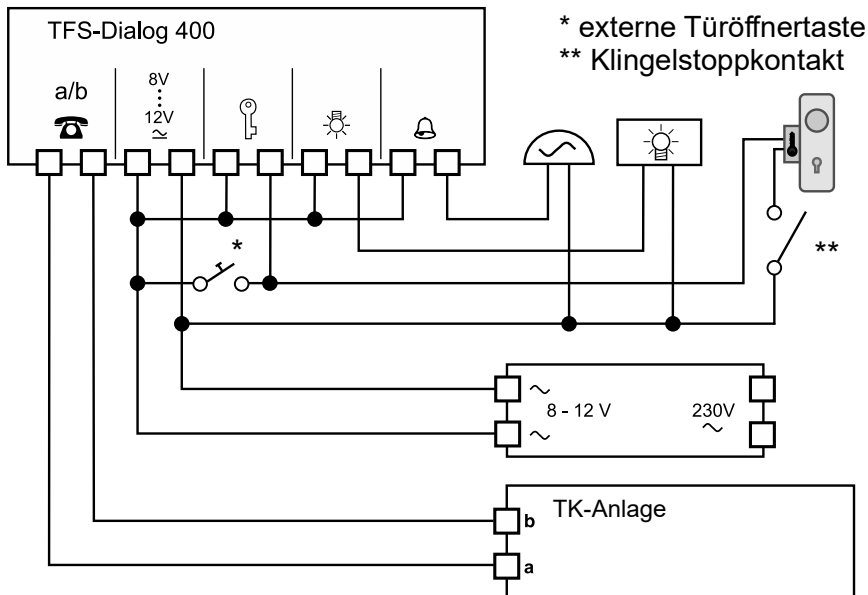 TFS-Dialog 400
* externe Türöffnertaste
** Klingelstoppkontakt
a/b
8V
12V
*
**
8 - 12 V
230V
TK-Anlage
b
a